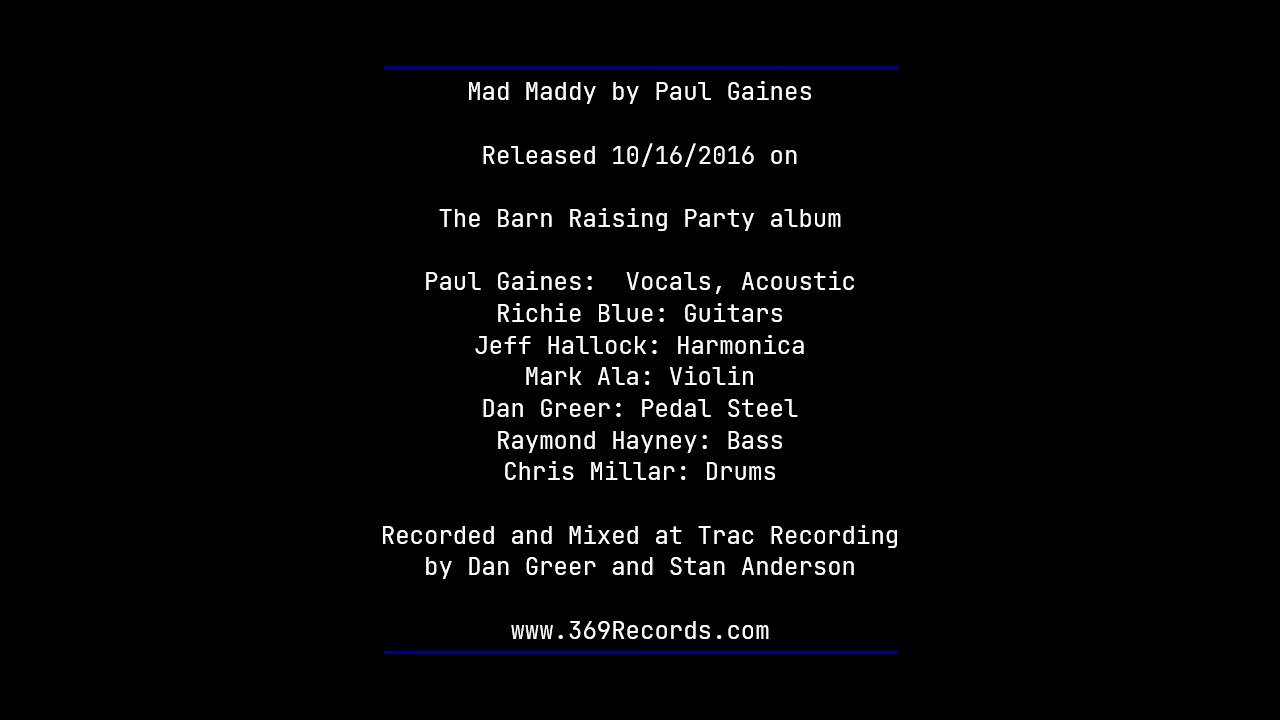 Mad Maddy by Paul Gaines
Released 10/16/2016 on
The Barn Raising Party album
Paul Gaines:  Vocals, Acoustic
Richie Blue: Guitars
Jeff Hallock: Harmonica
Mark Ala: Violin
Dan Greer: Pedal Steel
Raymond Hayney: Bass
Chris Millar: Drums
Recorded and Mixed at Trac Recording
by Dan Greer and Stan Anderson
www.369Records.com